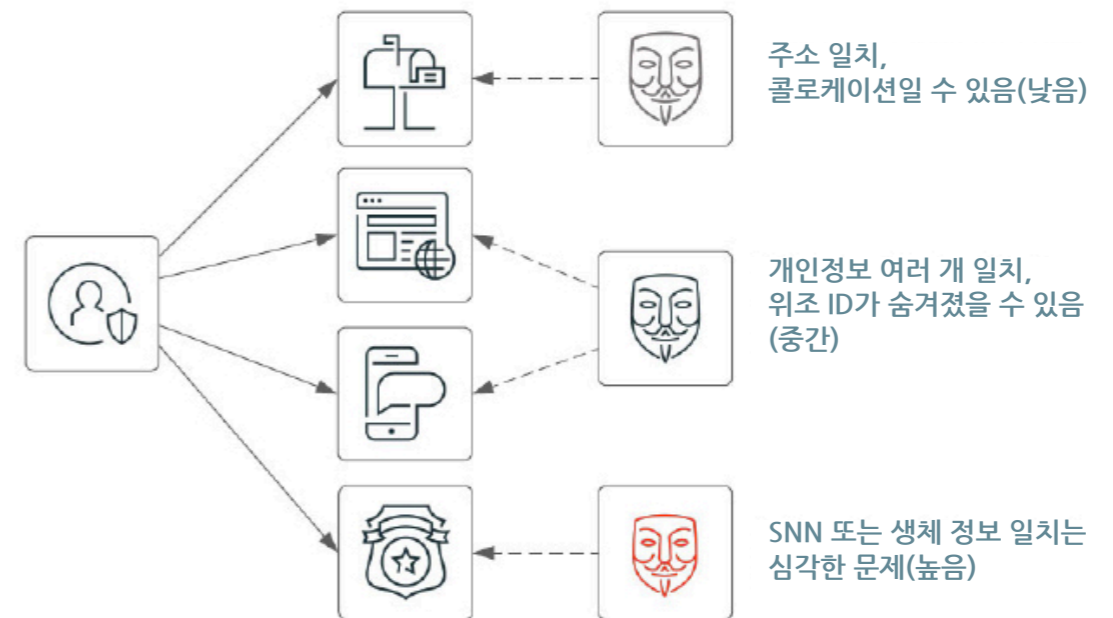 주소 일치,
콜로케이션일 수 있음(낮음)
개인정보 여러 개 일치,
위조 ID가 숨겨졌을 수 있음
(중간)
SNN 또는 생체 정보 일치는
심각한 문제(높음)